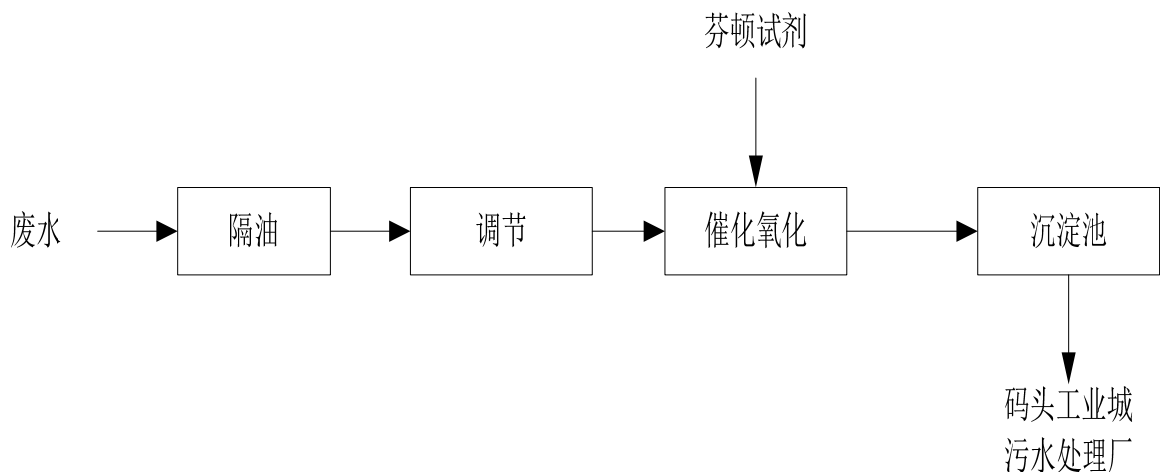 芬顿试剂
废水
隔油
调节
催化氧化
沉淀池
码头工业城
污水处理厂